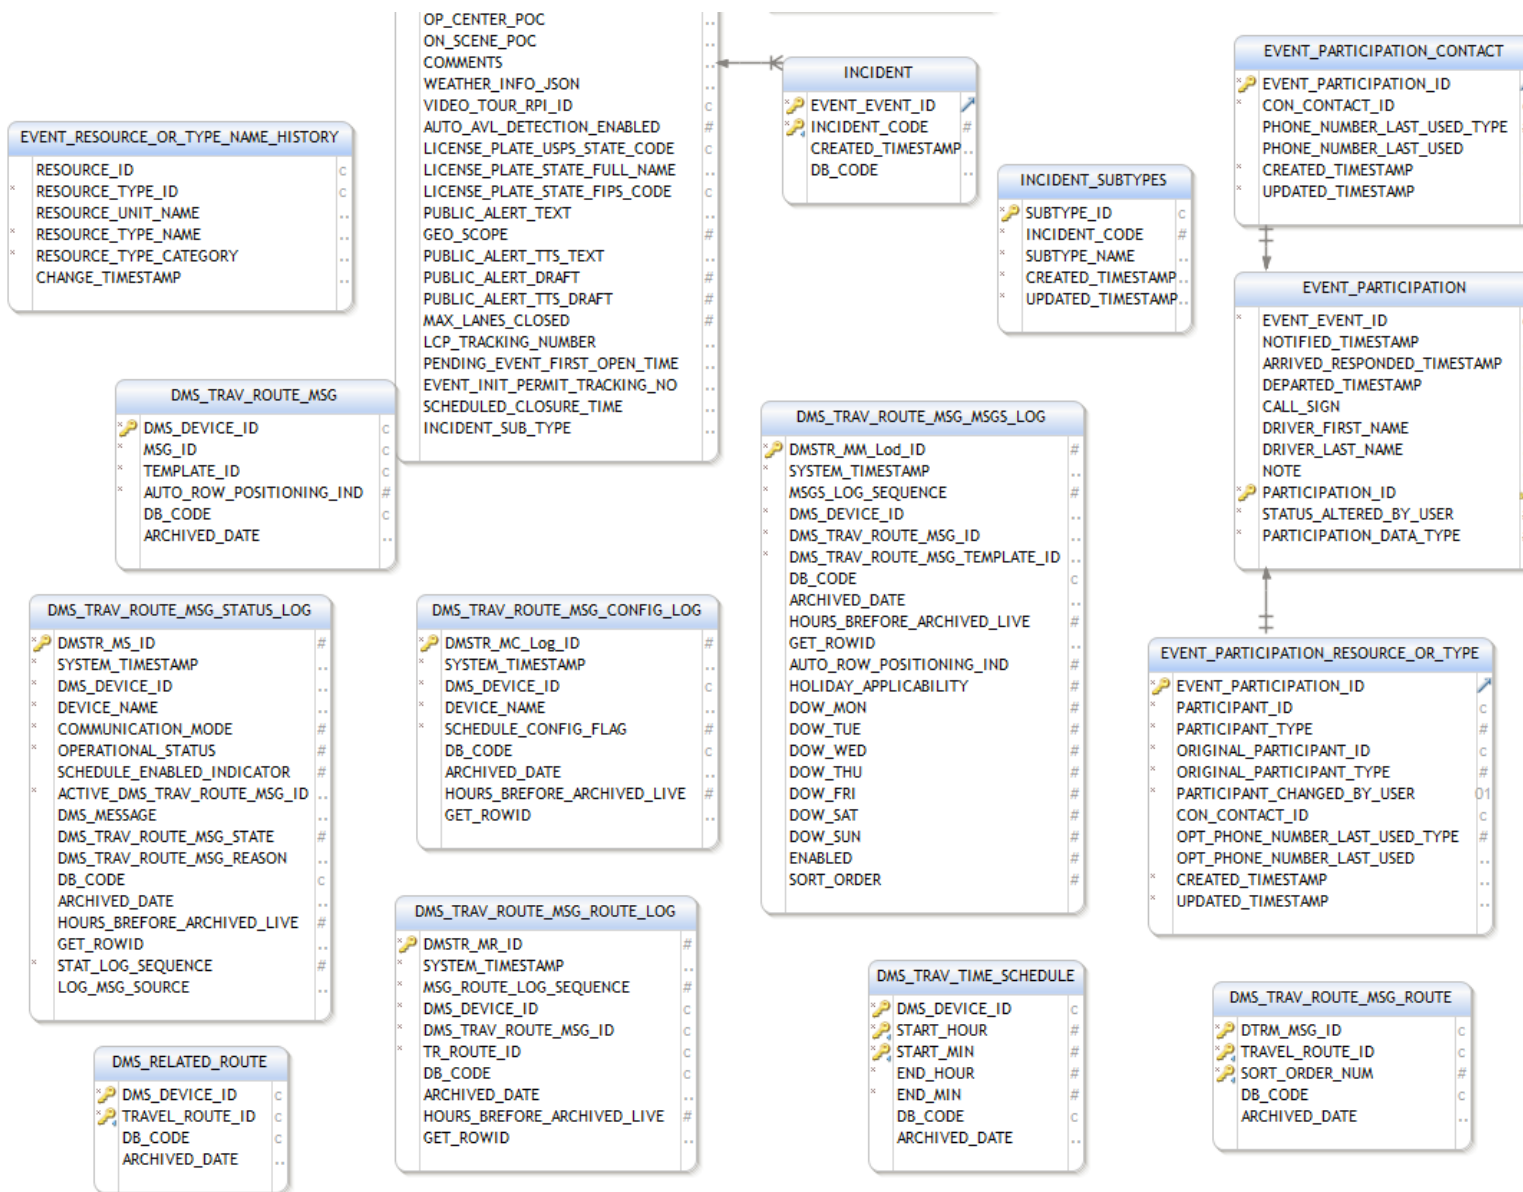 OP_CENTER_POC
ON_SCENE_POC
COMMENTS
WEATHER_INFO_JSON
VIDEO_TOUR_RPI_ID
AUTO_AVL_DETECTION_ENABLED
LICENSE_PLATE_USPS_STATE_CODE
LICENSE_PLATE_STATE_FULL_NAME
LICENSE_PLATE_STATE_FIPS_CODE
PUBLIC_ALERT_TEXT
GEO_SCOPE
PUBLIC_ALERT_TTS_TEXT
PUBLIC_ALERT_DRAFT
PUBLIC_ALERT_TTS_DRAFT
MAX_LANES_CLOSED
LCP_TRACKING_NUMBER
PENDING_EVENT_FIRST_OPEN_TIME
EVENT_INIT_PERMIT_TRACKING_NO
SCHEDULED_CLOSURE_TIME
INCIDENT_SUB_TYPE
INCIDENT
EVENT_EVENT_ID
INCIDENT_CODE #
CREATED_TIMESTAMP
DB_CODE
EVENT_PARTICIPATION_CONTACT
EVENT_PARTICIPATION_ID
CON_CONTACT_ID
PHONE_NUMBER_LAST_USED_TYPE
PHONE_NUMBER_LAST_USED
CREATED_TIMESTAMP
UPDATED_TIMESTAMP
EVENT_RESOURCE_OR_TYPE_NAME_HISTORY
RESOURCE_ID c
RESOURCE_TYPE_ID c
RESOURCE_UNIT_NAME
RESOURCE_TYPE_NAME
RESOURCE_TYPE_CATEGORY
CHANGE_TIMESTAMP
INCIDENT_SUBTYPES
SUBTYPE_ID c
INCIDENT_CODE #
SUBTYPE_NAME
CREATED_TIMESTAMP
UPDATED_TIMESTAMP
EVENT_PARTICIPATION
EVENT_EVENT_ID
NOTIFIED_TIMESTAMP
ARRIVED_RESPONDED_TIMESTAMP
DEPARTED_TIMESTAMP
CALL_SIGN
DRIVER_FIRST_NAME
DRIVER_LAST_NAME
NOTE
PARTICIPATION_ID
STATUS_ALTERED_BY_USER
PARTICIPATION_DATA_TYPE
DMS_TRAV_ROUTE_MSG
DMS_DEVICE_ID c
MSG_ID c
TEMPLATE_ID c
AUTO_ROW_POSITIONING_IND #
DB_CODE c
ARCHIVED_DATE
DMS_TRAV_ROUTE_MSG_MSGS_LOG
DMSTR_MM_Lod_ID #
SYSTEM_TIMESTAMP
MSGS_LOG_SEQUENCE #
DMS_DEVICE_ID
DMS_TRAV_ROUTE_MSG_ID
DMS_TRAV_ROUTE_MSG_TEMPLATE_ID
DB_CODE c
ARCHIVED_DATE
HOURS_BREFORE_ARCHIVED_LIVE #
GET_ROWID
AUTO_ROW_POSITIONING_IND #
HOLIDAY_APPLICABILITY #
DOW_MON #
DOW_TUE #
DOW_WED #
DOW_THU #
DOW_FRI #
DOW_SAT #
DOW_SUN #
ENABLED #
SORT_ORDER #
DMS_TRAV_ROUTE_MSG_STATUS_LOG
DMSTR_MS_ID #
SYSTEM_TIMESTAMP
DMS_DEVICE_ID
DEVICE_NAME
COMMUNICATION_MODE #
OPERATIONAL_STATUS #
SCHEDULE_ENABLED_INDICATOR #
ACTIVE_DMS_TRAV_ROUTE_MSG_ID
DMS_MESSAGE
DMS_TRAV_ROUTE_MSG_STATE #
DMS_TRAV_ROUTE_MSG_REASON
DB_CODE c
ARCHIVED_DATE
HOURS_BREFORE_ARCHIVED_LIVE #
GET_ROWID
STAT_LOG_SEQUENCE #
LOG_MSG_SOURCE
DMS_TRAV_ROUTE_MSG_CONFIG_LOG
DMSTR_MC_Log_ID #
SYSTEM_TIMESTAMP
DMS_DEVICE_ID c
DEVICE_NAME
SCHEDULE_CONFIG_FLAG #
DB_CODE c
ARCHIVED_DATE
HOURS_BREFORE_ARCHIVED_LIVE #
GET_ROWID
EVENT_PARTICIPATION_RESOURCE_OR_TYPE
EVENT_PARTICIPATION_ID
PARTICIPANT_ID c
PARTICIPANT_TYPE #
ORIGINAL_PARTICIPANT_ID c
ORIGINAL_PARTICIPANT_TYPE #
PARTICIPANT_CHANGED_BY_USER 01
CON_CONTACT_ID c
OPT_PHONE_NUMBER_LAST_USED_TYPE #
OPT_PHONE_NUMBER_LAST_USED
CREATED_TIMESTAMP
UPDATED_TIMESTAMP
DMS_TRAV_ROUTE_MSG_ROUTE_LOG
DMSTR_MR_ID #
SYSTEM_TIMESTAMP
MSG_ROUTE_LOG_SEQUENCE #
DMS_DEVICE_ID c
DMS_TRAV_ROUTE_MSG_ID c
TR_ROUTE_ID c
DB_CODE c
ARCHIVED_DATE
HOURS_BREFORE_ARCHIVED_LIVE #
GET_ROWID
DMS_TRAV_TIME_SCHEDULE
DMS_DEVICE_ID c
START_HOUR #
START_MIN #
END_HOUR #
END_MIN #
DB_CODE c
ARCHIVED_DATE
DMS_TRAV_ROUTE_MSG_ROUTE
DTRM_MSG_ID c
TRAVEL_ROUTE_ID c
SORT_ORDER_NUM #
DB_CODE c
ARCHIVED_DATE
DMS_RELATED_ROUTE
DMS_DEVICE_ID c
TRAVEL_ROUTE_ID c
DB_CODE c
ARCHIVED_DATE